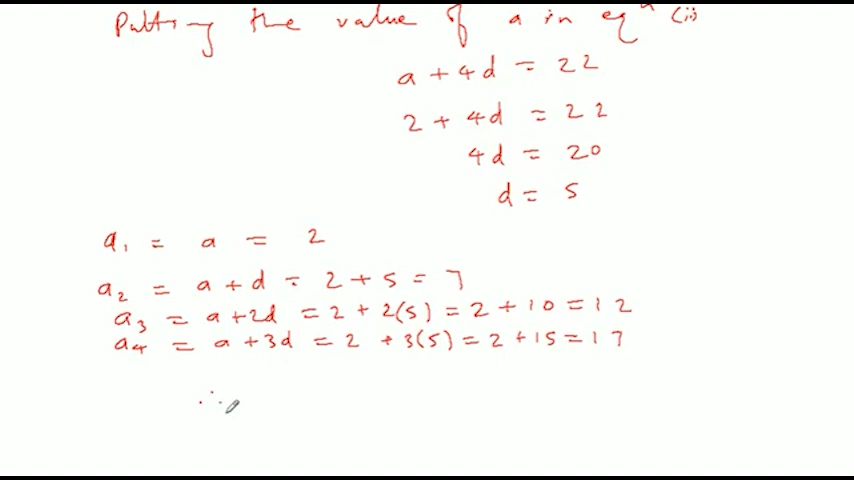 Putting the value of a in eqⁿ (ii)
a + 4d = 22
2 + 4d = 22
4d = 20
d = 5
a₁ = a = 2
a₂ = a + d = 2 + 5 = 7
a₃ = a + 2d = 2 + 2(5) = 2 + 10 = 12
a₄ = a + 3d = 2 + 3(5) = 2 + 15 = 17
∴